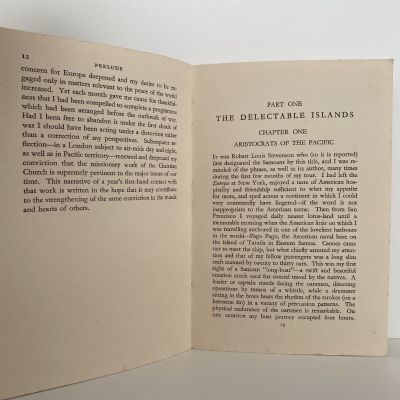 12
PRELUDE
concern for Europe deepened and my desire to be en-
gaged only in matters relevant to the peace of the world
increased. Yet each month gave me cause for thankful-
ness that I had been compelled to complete a programme
which had been arranged before the outbreak of war.
Had I been free to abandon it under the first shock of
war I should have been acting under a distortion rather
than a correction of my perspectives. Subsequent re-
flection—in a London subject to air-raids day and night,
as well as in Pacific territory—renewed and deepened my
conviction that the missionary work of the Christian
Church is supremely pertinent to the major issues of our
time. This narrative of a year's first-hand contact with
that work is written in the hope that it may contribute
to the strengthening of the same conviction in the minds
and hearts of others.
PART ONE
THE DELECTABLE ISLANDS
CHAPTER ONE
ARISTOCRATS OF THE PACIFIC
It was Robert Louis Stevenson who (so it is reported)
first designated the Samoans by this title, and I was re-
minded of the phrase, as well as its author, many times
during the first few months of my tour. I had left the
Europa at New York, enjoyed a taste of American hos-
pitality and friendship sufficient to whet my appetite
for more, and sped across a continent in which I could
very contentedly have lingered—if the word is not
inappropriate to the American scene. Then from San
Francisco I voyaged daily nearer lotus-land until a
memorable morning when the American liner on which I
was travelling anchored in one of the loveliest harbours
in the world—Pago Pago, the American naval base on
the island of Tutuila in Eastern Samoa. Canoes came
out to meet the ship, but what chiefly arrested my atten-
tion and that of my fellow passengers was a long slim
craft manned by twenty to thirty oars. This was my first
sight of a Samoan "long-boat"—a swift and beautiful
creation much used for coastal travel by the natives. A
leader or captain stands facing the oarsmen, directing
operations by means of a whistle, while a drummer
sitting in the bows beats the rhythm of the strokes (on a
kerosene tin) in a variety of percussion patterns. The
physical endurance of the oarsmen is remarkable. On
one occasion my boat journey occupied four hours.
13